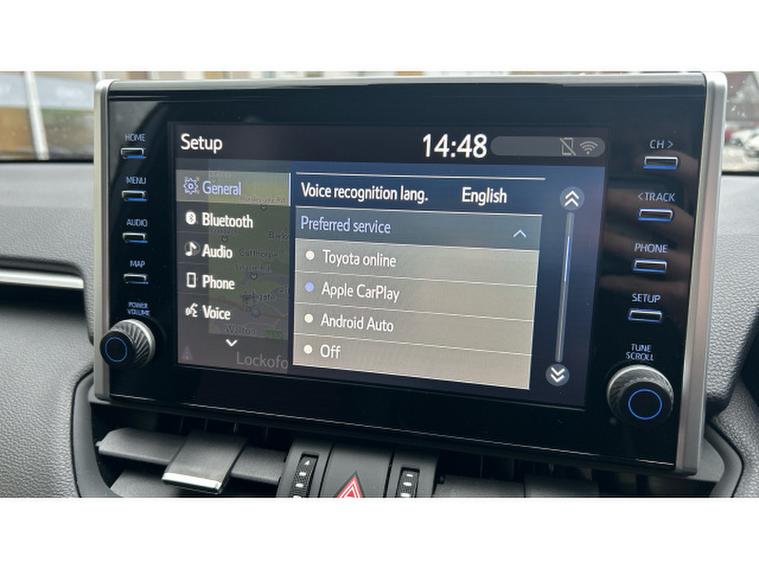 Setup
14:48
HOME
MENU
AUDIO
MAP
POWER
VOLUME
General
Bluetooth
Audio
Phone
Voice
Lockofo
Voice recognition lang. English
Preferred service
Toyota online
Apple CarPlay
Android Auto
Off
CH >
< TRACK
PHONE
SETUP
TUNE
SCROLL